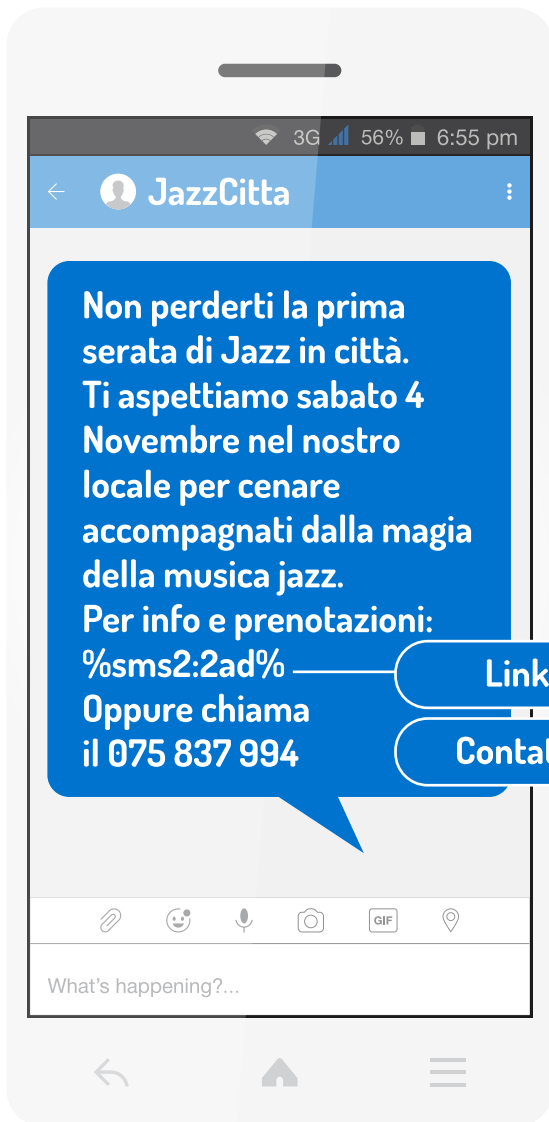 3G 56% 6:55 pm
JazzCitta
Non perderti la prima
serata di Jazz in città.
Ti aspettiamo sabato 4
Novembre nel nostro
locale per cenare
accompagnati dalla magia
della musica jazz.
Per info e prenotazioni:
%sms2:2ad%
Link
Oppure chiama
il 075 837 994
GIF
What's happening?...